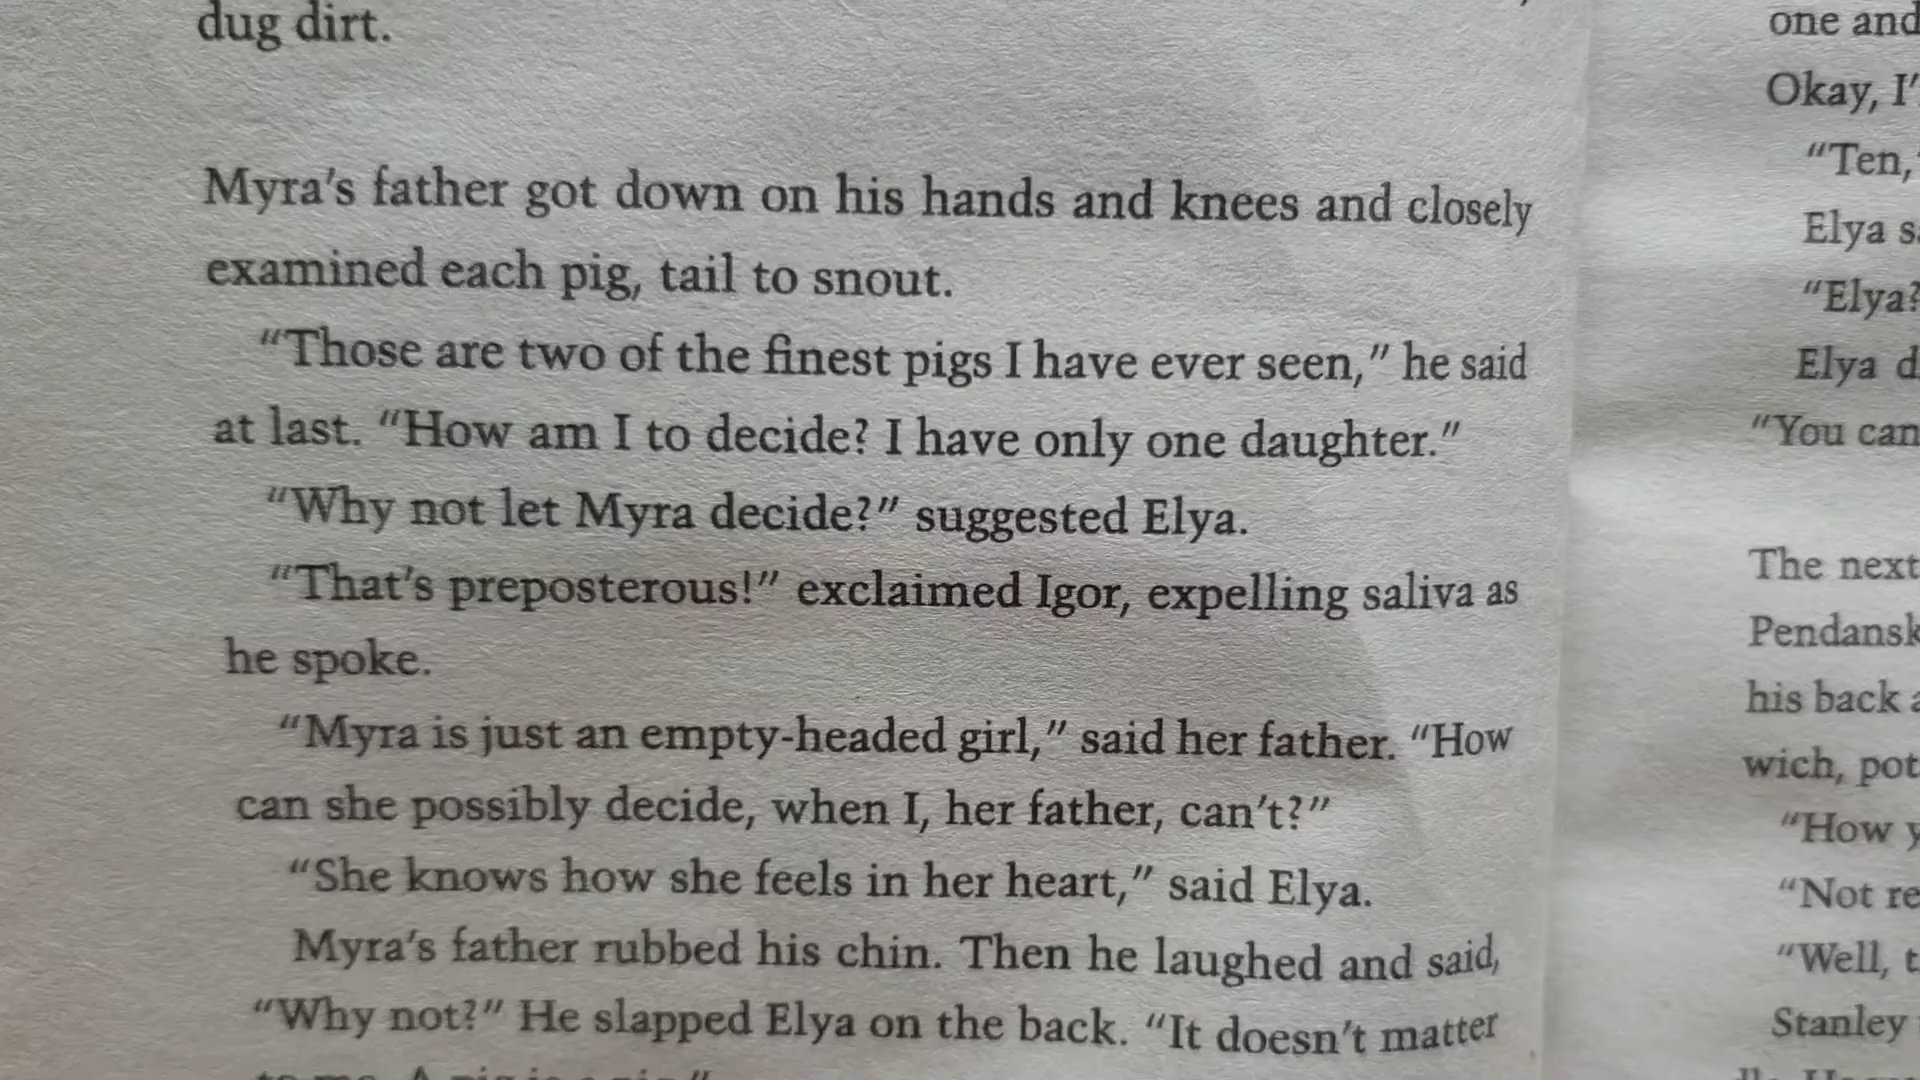 dug dirt.
Myra's father got down on his hands and knees and closely
examined each pig, tail to snout.
"Those are two of the finest pigs I have ever seen," he said
at last. "How am I to decide? I have only one daughter."
"Why not let Myra decide?" suggested Elya.
"That's preposterous!" exclaimed Igor, expelling saliva as
he spoke.
"Myra is just an empty-headed girl," said her father. "How
can she possibly decide, when I, her father, can't?"
"She knows how she feels in her heart," said Elya.
Myra's father rubbed his chin. Then he laughed and said,
"Why not?" He slapped Elya on the back. "It doesn't matter
one and
Okay, I'
"Ten,"
Elya
"Elya?
Elya
"You can
The next
his back
wich,
"How
"Not
"Well,
Stanley